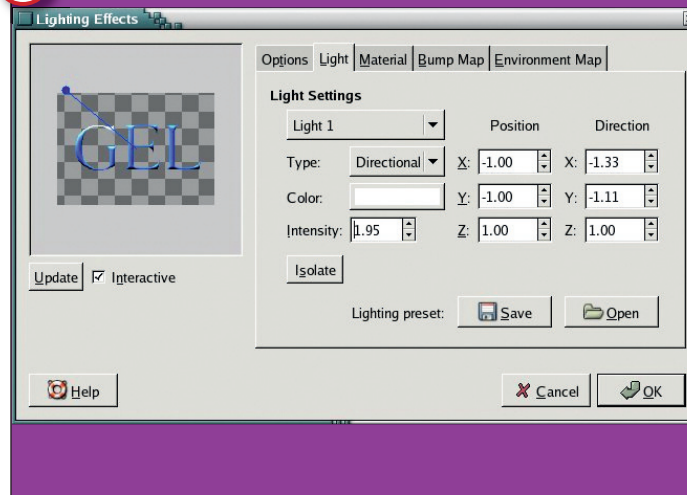 Lighting Effects
Options Light Material Bump Map Environment Map
Light Settings
Light 1 Position Direction
Type: Directional X: -1.00 X: -1.33
Color: Y: -1.00 Y: -1.11
Intensity: 1.95 Z: 1.00 Z: 1.00
GEL
Update Interactive
Isolate
Lighting preset: Save Open
Help Cancel OK